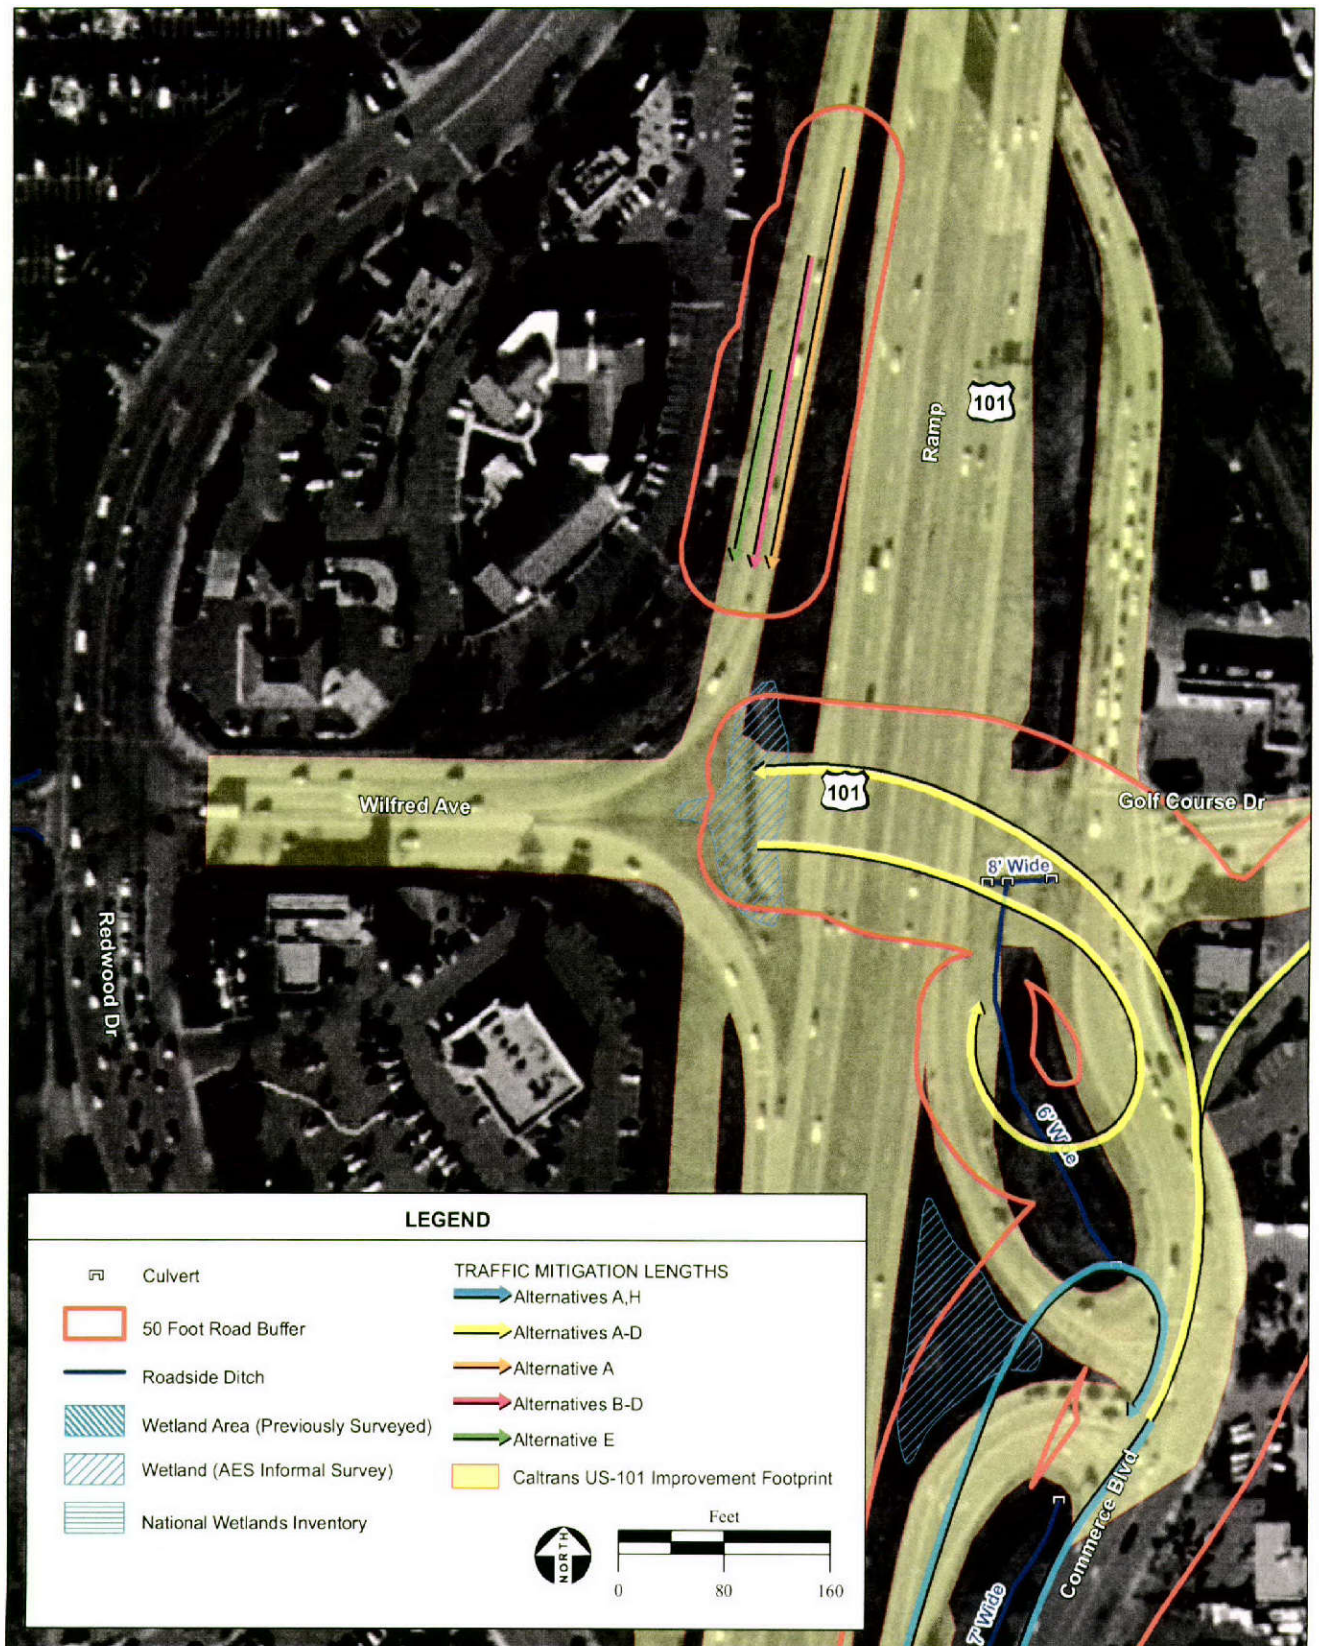 101
Ramp
Wilfred Ave
101
Golf Course Dr
8' Wide
Redwood Dr
6' Wide
LEGEND
Culvert
50 Foot Road Buffer
Roadside Ditch
Wetland Area (Previously Surveyed)
Wetland (AES Informal Survey)
National Wetlands Inventory
TRAFFIC MITIGATION LENGTHS
Alternatives A,H
Alternatives A-D
Alternative A
Alternatives B-D
Alternative E
Caltrans US-101 Improvement Footprint
NORTH
Feet
0 80 160
Commerce Blvd
7' Wide